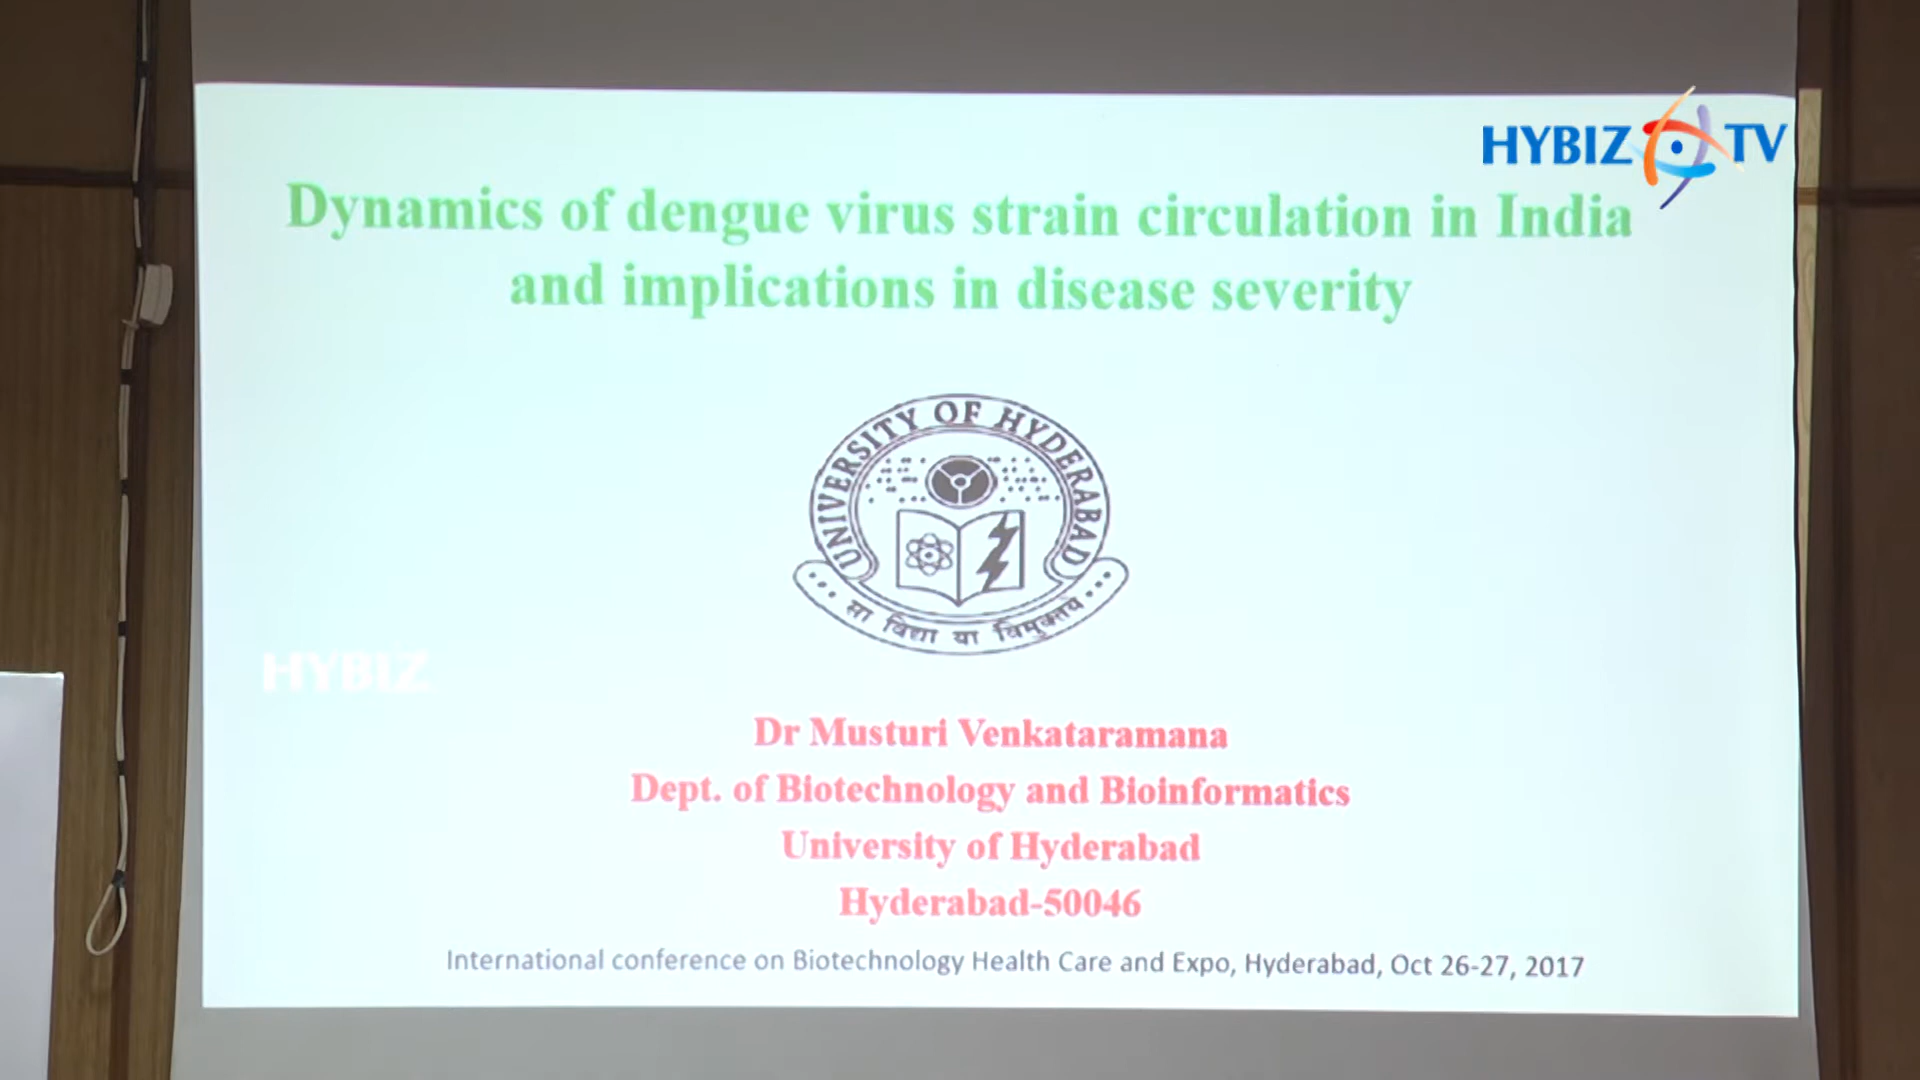 HYBIZ TV
Dynamics of dengue virus strain circulation in India
and implications in disease severity
UNIVERSITY OF HYDERABAD
सा विद्या या विमुक्तये
HYBIZ
Dr Musturi Venkataramana
Dept. of Biotechnology and Bioinformatics
University of Hyderabad
Hyderabad-50046
International conference on Biotechnology Health Care and Expo, Hyderabad, Oct 26-27, 2017